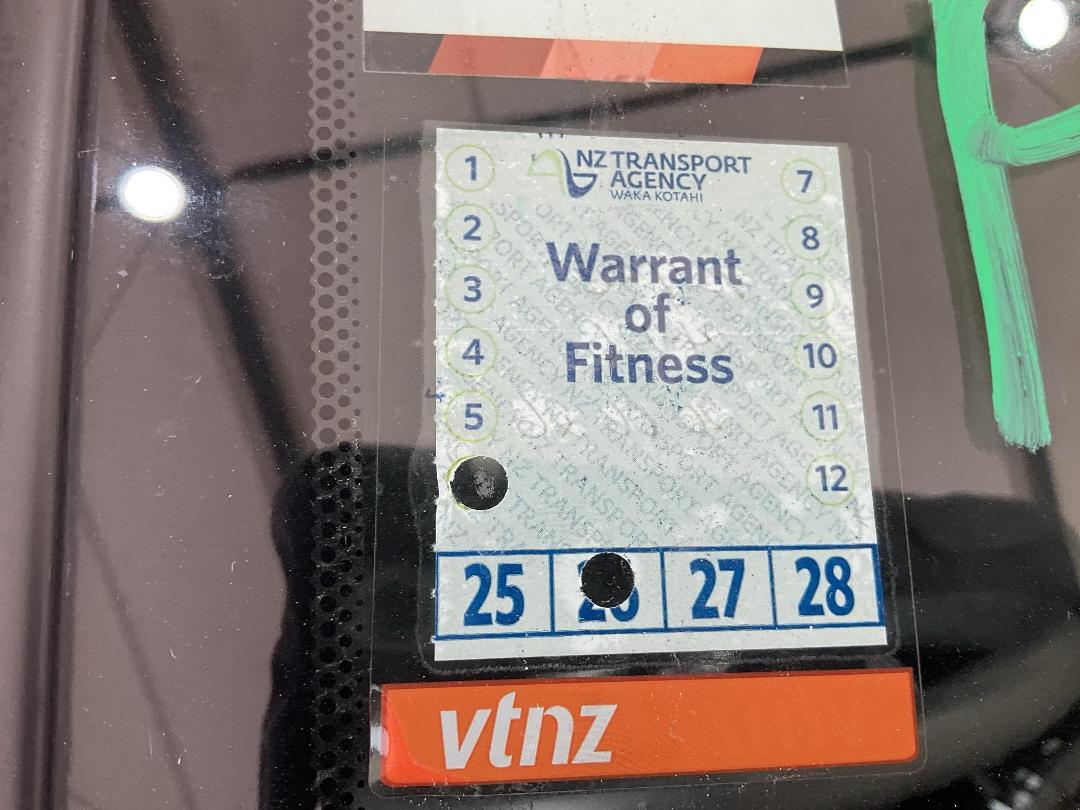 NZ TRANSPORT
AGENCY
WAKA KOTAHI
Warrant
of
Fitness
1
2
3
4
5
7
8
9
10
11
12
25 26 27 28
vtnz